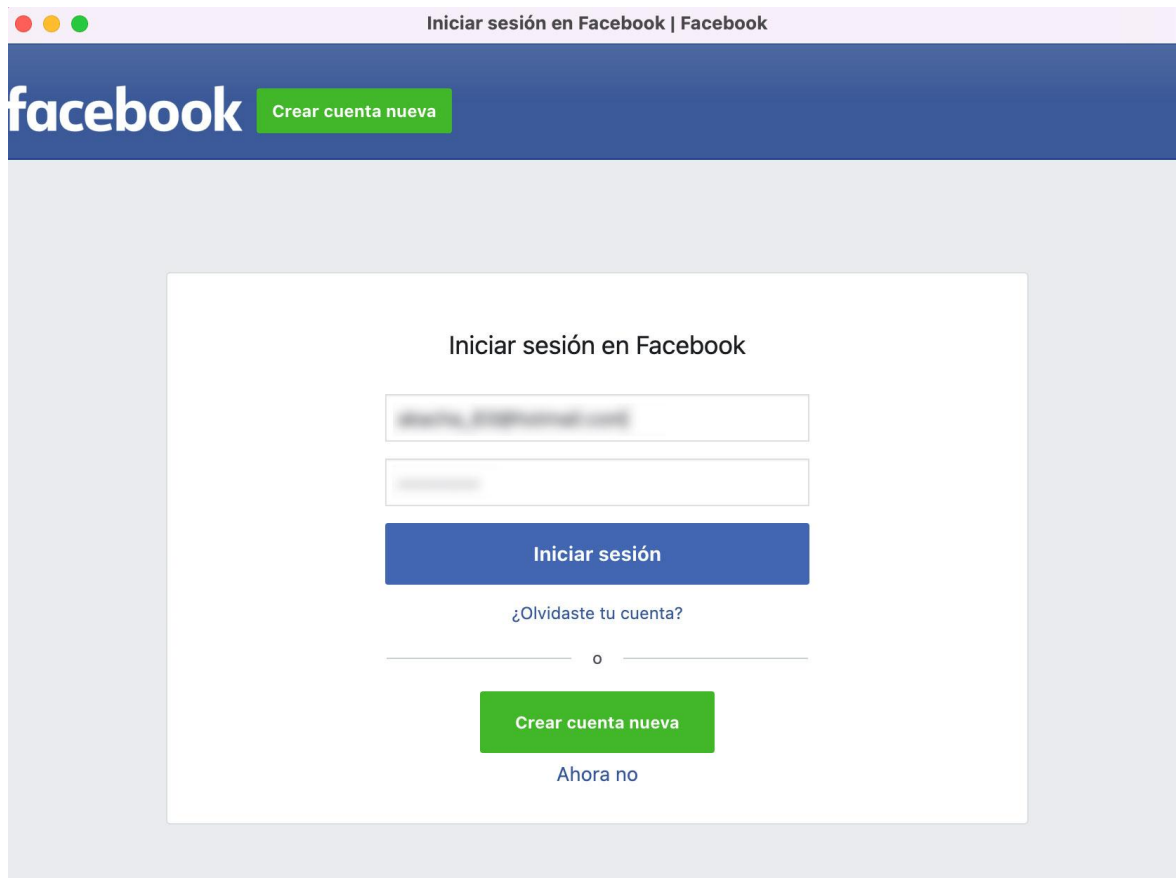 Iniciar sesión en Facebook | Facebook
facebook
Crear cuenta nueva
Iniciar sesión en Facebook
Iniciar sesión
¿Olvidaste tu cuenta?
o
Crear cuenta nueva
Ahora no